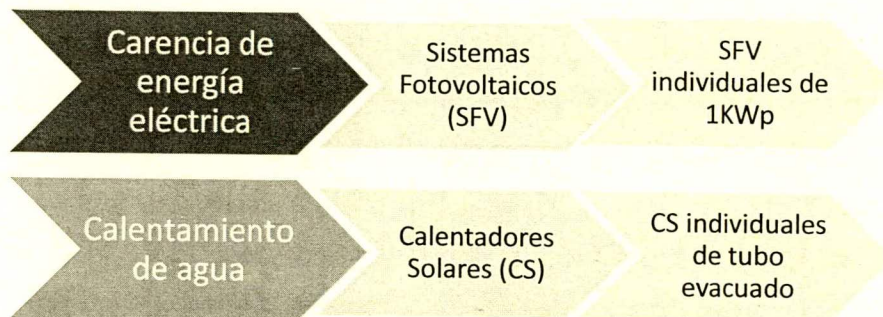 Carencia de
energía
eléctrica
Sistemas
Fotovoltaicos
(SFV)
SFV
individuales de
1KWp
Calentamiento
de agua
Calentadores
Solares (CS)
CS individuales
de tubo
evacuado